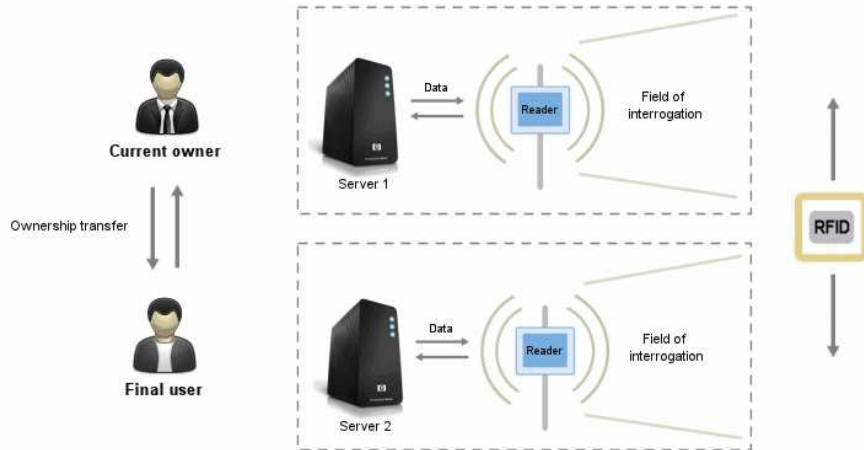 Data
Reader
Field of
interrogation
Server 1
Current owner
Ownership transfer
RFID
Data
Reader
Field of
interrogation
Final user
Server 2